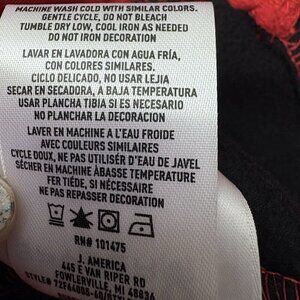 MACHINE WASH COLD WITH SIMILAR COLORS.
GENTLE CYCLE, DO NOT BLEACH
TUMBLE DRY LOW, COOL IRON AS NEEDED
DO NOT IRON DECORATION
LAVAR EN LAVADORA CON AGUA FRÍA,
CON COLORES SIMILARES.
CICLO DELICADO, NO USAR LEJIA
SECAR EN SECADORA, A BAJA TEMPERATURA
USAR PLANCHA TIBIA SI ES NECESARIO
NO PLANCHAR LA DECORACION
LAVER EN MACHINE A L'EAU FROIDE
AVEC COULEURS SIMILAIRES
CYCLE DOUX, NE PAS UTILISER D'EAU DE JAVEL
SÉCHER EN MACHINE ÀBASSE TEMPÉRATURE
FER TIÉDE, SI NÉCESSAIRE
NE PAS REPASSER DECORATION
RN# 101475
J. AMERICA
445 E VAN RIPER RD
FOWLERVILLE, MI 48836